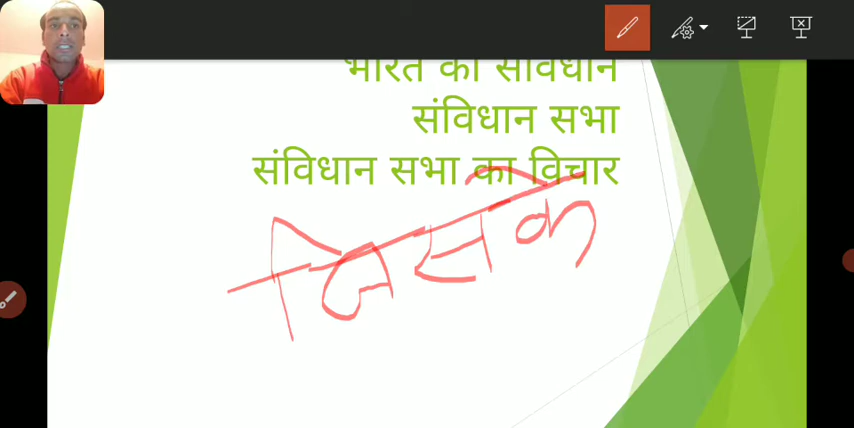 भारत का संविधान
संविधान सभा
संविधान सभा का विचार
जिसके